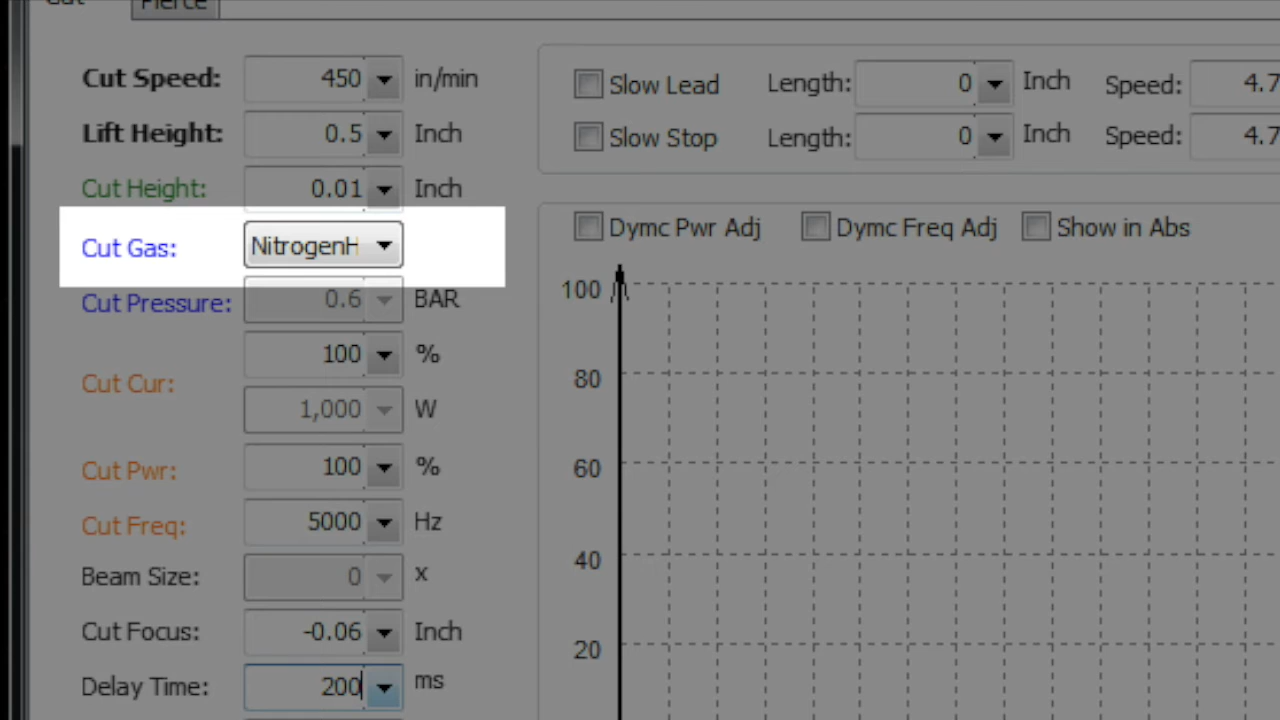 Cut Pierce
Cut Speed: 450 in/min
Lift Height: 0.5 Inch
Cut Height: 0.01 Inch
Cut Gas: NitrogenH
Cut Pressure: 0.6 BAR
Cut Cur: 100 %
1,000 W
Cut Pwr: 100 %
Cut Freq: 5000 Hz
Beam Size: 0 x
Cut Focus: -0.06 Inch
Delay Time: 200 ms
Slow Lead Length: 0 Inch Speed: 4.7
Slow Stop Length: 0 Inch Speed: 4.7
Dymc Pwr Adj Dymc Freq Adj Show in Abs
100
80
60
40
20